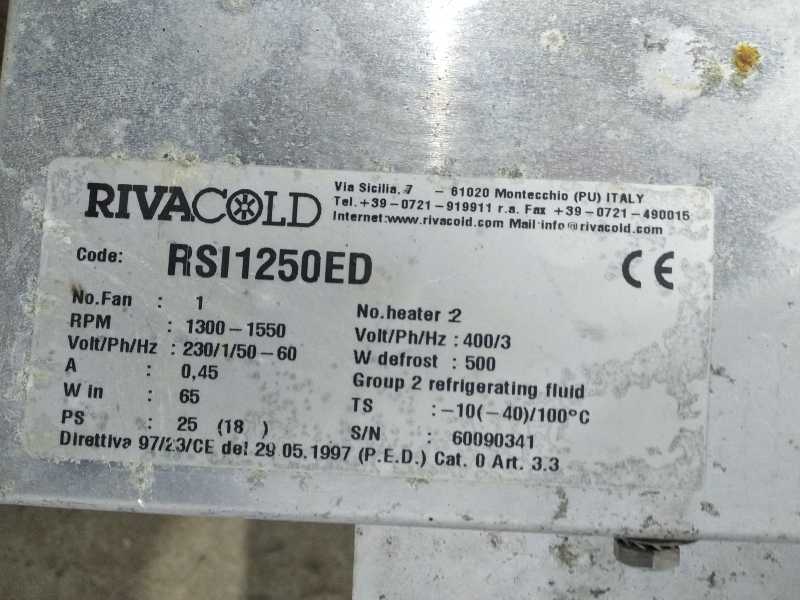 RIVACOLD
Via Sicilia, 7 - 61020 Montecchio (PU) ITALY
Tel.+39-0721-919911 r.a. Fax +39-0721-490015
Internet:www.rivacold.com Mail:info@rivacold.com
Code: RSI1250ED CE
No.Fan : 1
RPM : 1300-1550
Volt/Ph/Hz : 230/1/50-60
A : 0,45
W in : 65
PS : 25 (18 )
No.heater :2
Volt/Ph/Hz : 400/3
W defrost : 500
Group 2 refrigerating fluid
TS : -10(-40)/100°C
S/N : 60090341
Direttiva 97/23/CE del 29.05.1997 (P.E.D.) Cat. 0 Art. 3.3